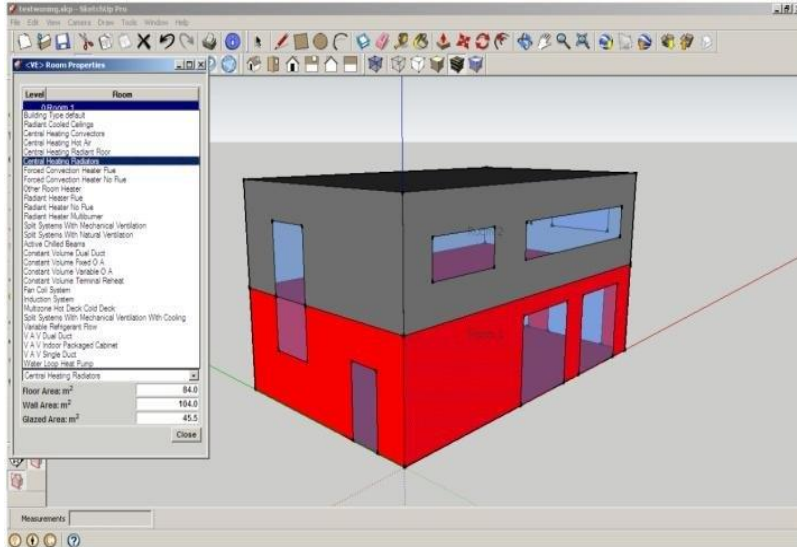 testwoning.skp - SketchUp Pro
File Edit View Camera Draw Tools Window Help
<VE> Room Properties
Level Room
0 Room 1
Building Type default
Radiant Cooled Ceilings
Central Heating Convectors
Central Heating Hot Air
Central Heating Radiant Floor
Central Heating Radiators
Forced Convection Heater Flue
Forced Convection Heater No Flue
Other Room Heater
Radiant Heater Flue
Radiant Heater No Flue
Radiant Heater Multiburner
Split Systems With Mechanical Ventilation
Split Systems With Natural Ventilation
Active Chilled Beams
Constant Volume Dual Duct
Constant Volume Fixed O A
Constant Volume Variable O A
Constant Volume Terminal Reheat
Fan Coil System
Induction System
Multizone Hot Deck Cold Deck
Split Systems With Mechanical Ventilation With Cooling
Variable Refrigerant Flow
V A V Dual Duct
V A V Indoor Packaged Cabinet
V A V Single Duct
Water Loop Heat Pump
Central Heating Radiators
Floor Area: m² 84.0
Wall Area: m² 104.0
Glazed Area: m² 45.5
Close
Room 2
Room 1
Measurements